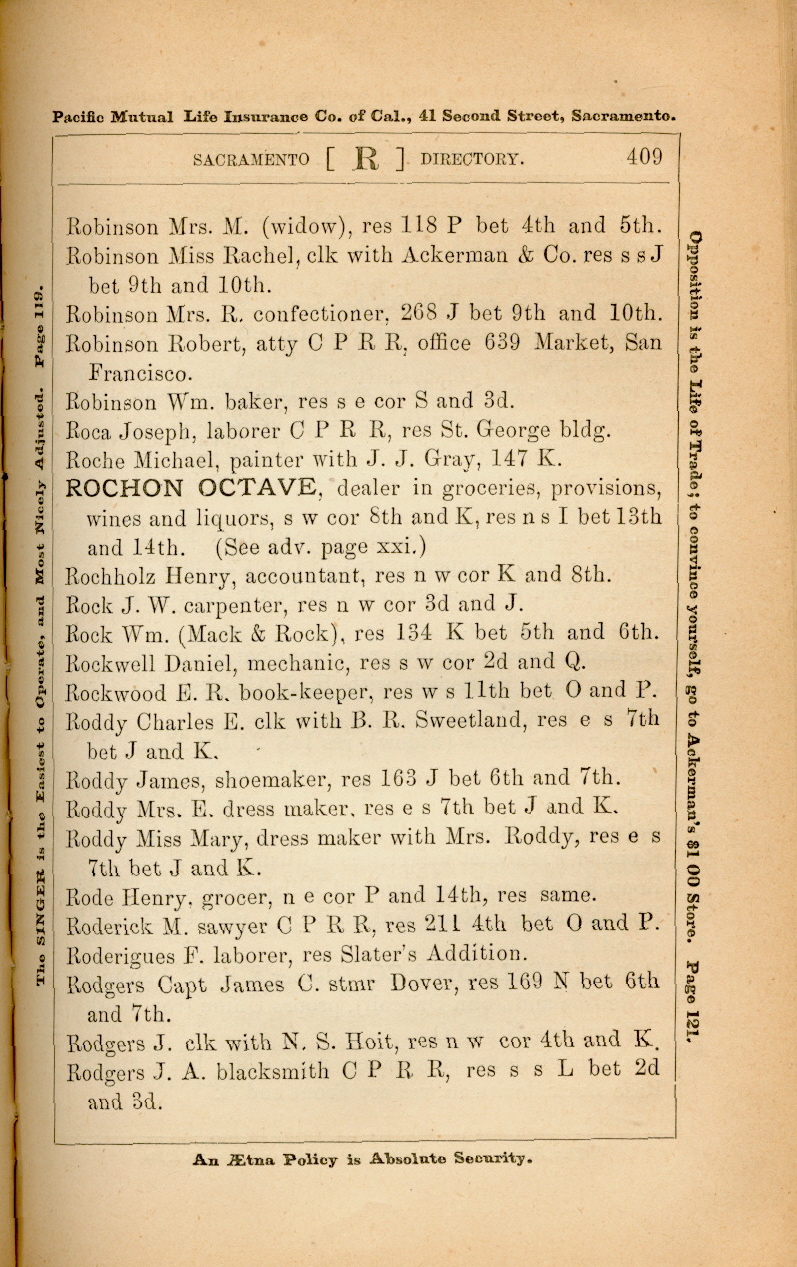 Pacific Mutual Life Insurance Co. of Cal., 41 Second Street, Sacramento.
SACRAMENTO [ R ] DIRECTORY. 409
Robinson Mrs. M. (widow), res 118 P bet 4th and 5th.
Robinson Miss Rachel, clk with Ackerman & Co. res s s J
bet 9th and 10th.
Robinson Mrs. R. confectioner, 268 J bet 9th and 10th.
Robinson Robert, atty C P R R, office 639 Market, San
Francisco.
Robinson Wm. baker, res s e cor S and 3d.
Roca Joseph, laborer C P R R, res St. George bldg.
Roche Michael, painter with J. J. Gray, 147 K.
ROCHON OCTAVE, dealer in groceries, provisions,
wines and liquors, s w cor 8th and K, res n s I bet 13th
and 14th. (See adv. page xxi.)
Rochholz Henry, accountant, res n w cor K and 8th.
Rock J. W. carpenter, res n w cor 3d and J.
Rock Wm. (Mack & Rock), res 134 K bet 5th and 6th.
Rockwell Daniel, mechanic, res s w cor 2d and Q.
Rockwood E. R. book-keeper, res w s 11th bet O and P.
Roddy Charles E. clk with B. R. Sweetland, res e s 7th
bet J and K.
Roddy James, shoemaker, res 163 J bet 6th and 7th.
Roddy Mrs. E. dress maker, res e s 7th bet J and K.
Roddy Miss Mary, dress maker with Mrs. Roddy, res e s
7th bet J and K.
Rode Henry, grocer, n e cor P and 14th, res same.
Roderick M. sawyer C P R R, res 211 4th bet O and P.
Roderigues F. laborer, res Slater's Addition.
Rodgers Capt James C. stmr Dover, res 169 N bet 6th
and 7th.
Rodgers J. clk with N. S. Hoit, res n w cor 4th and K.
Rodgers J. A. blacksmith C P R R, res s s L bet 2d
and 3d.
An Ætna Policy is Absolute Security.
The SINGER is the Easiest to Operate, and Most Nicely Adjusted. Page 119.
Opposition is the Life of Trade; to convince yourself, go to Ackerman's $1 00 Store. Page 121.